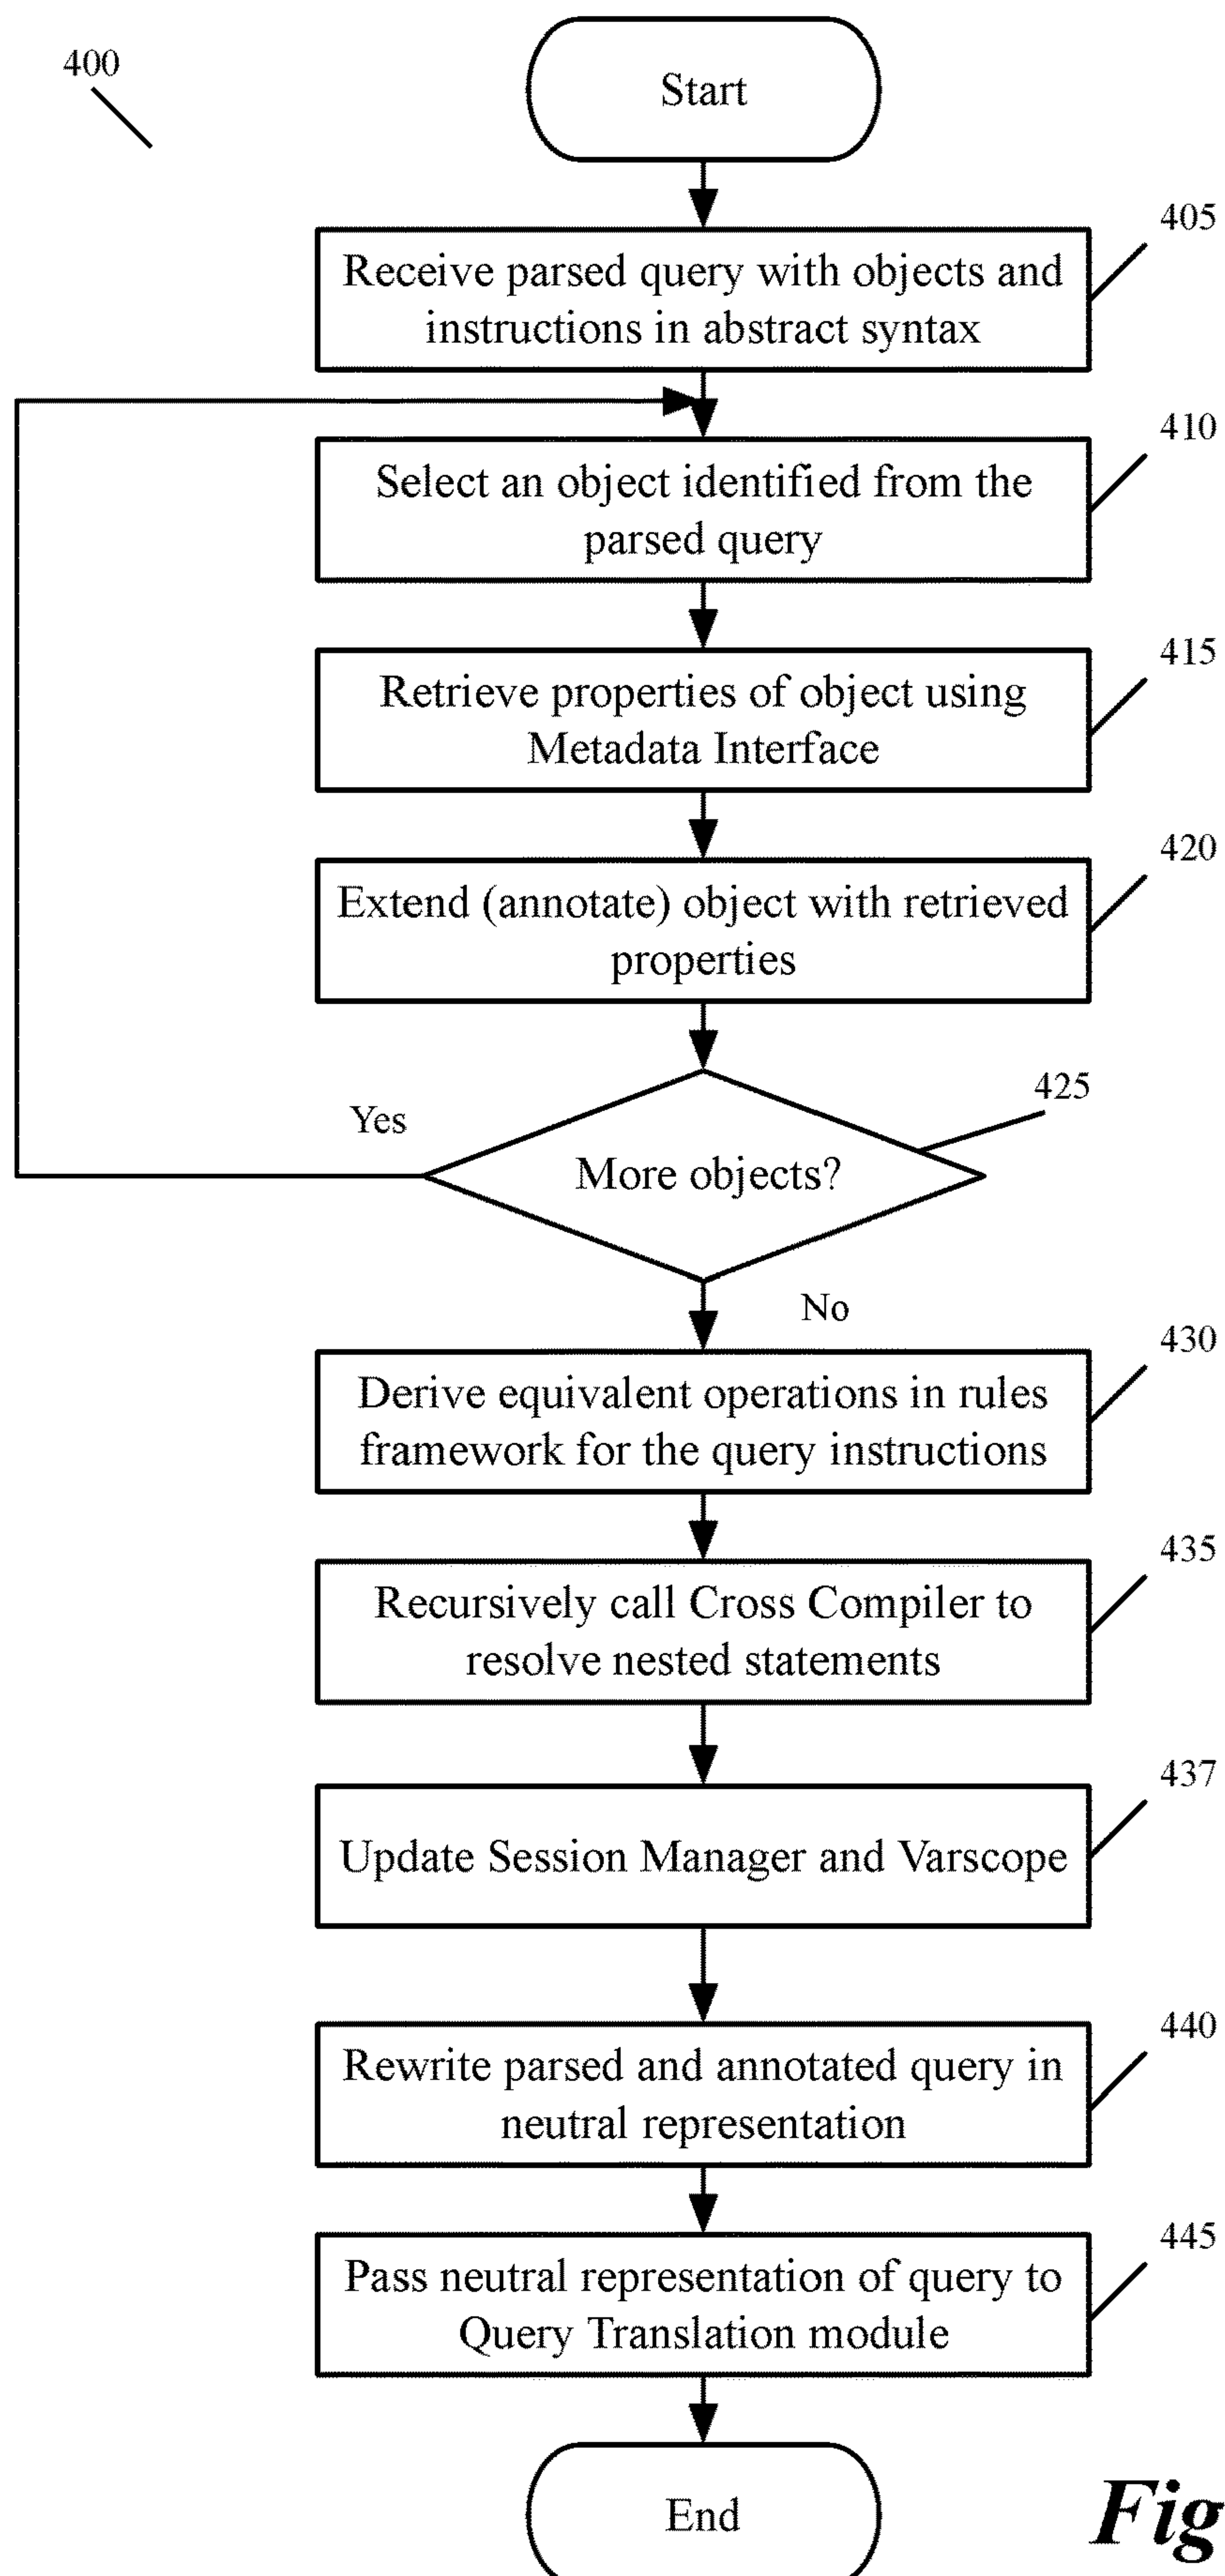 400
Start
405
Receive parsed query with objects and
instructions in abstract syntax
410
Select an object identified from the
parsed query
415
Retrieve properties of object using
Metadata Interface
420
Extend (annotate) object with retrieved
properties
425
Yes
More objects?
No
430
Derive equivalent operations in rules
framework for the query instructions
435
Recursively call Cross Compiler to
resolve nested statements
437
Update Session Manager and Varscope
440
Rewrite parsed and annotated query in
neutral representation
445
Pass neutral representation of query to
Query Translation module
End
Fig